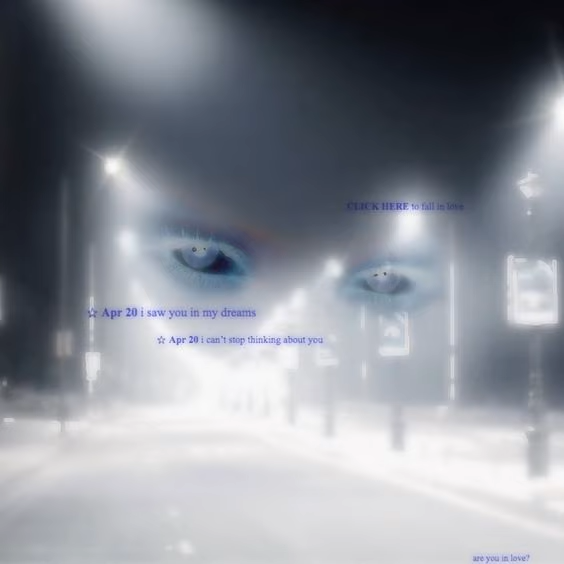 CLICK HERE to fall in love
☆ Apr 20 i saw you in my dreams
☆ Apr 20 i can't stop thinking about you
are you in love?